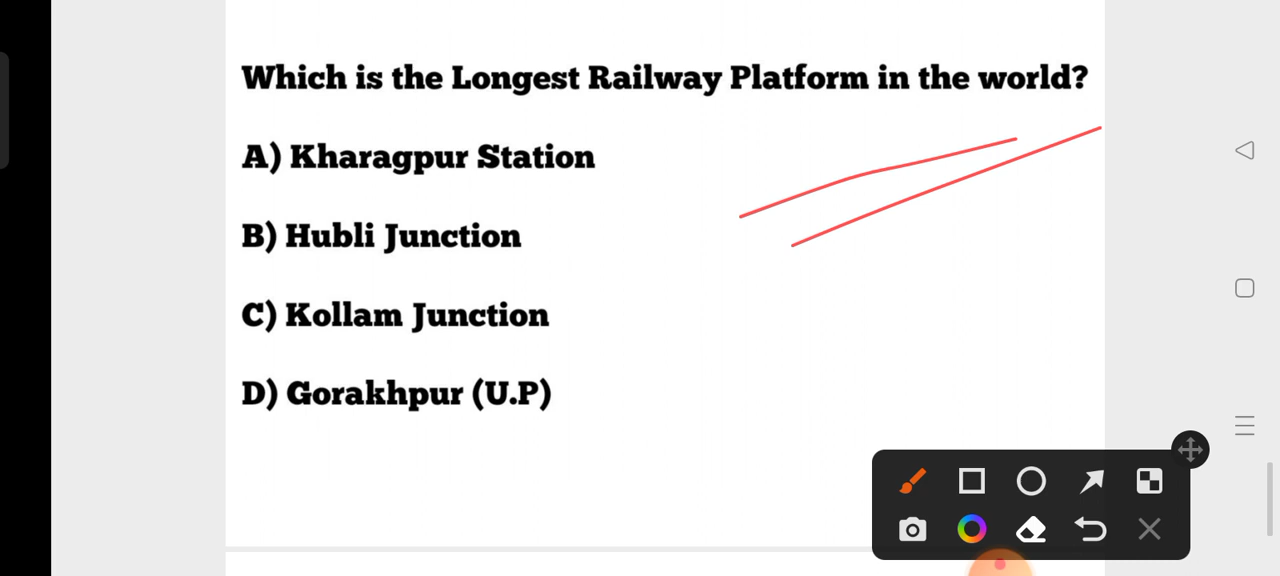 Which is the Longest Railway Platform in the world?
A) Kharagpur Station
B) Hubli Junction
C) Kollam Junction
D) Gorakhpur (U.P)